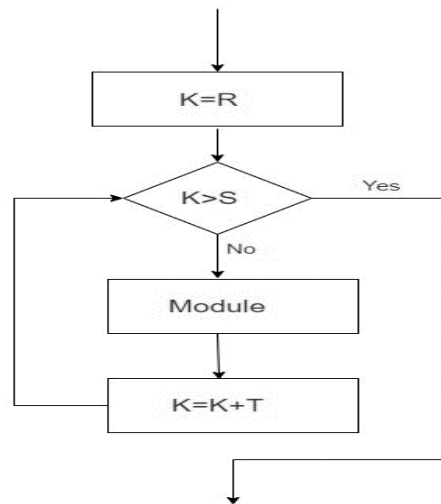 K=R
K>S
Yes
No
Module
K=K+T